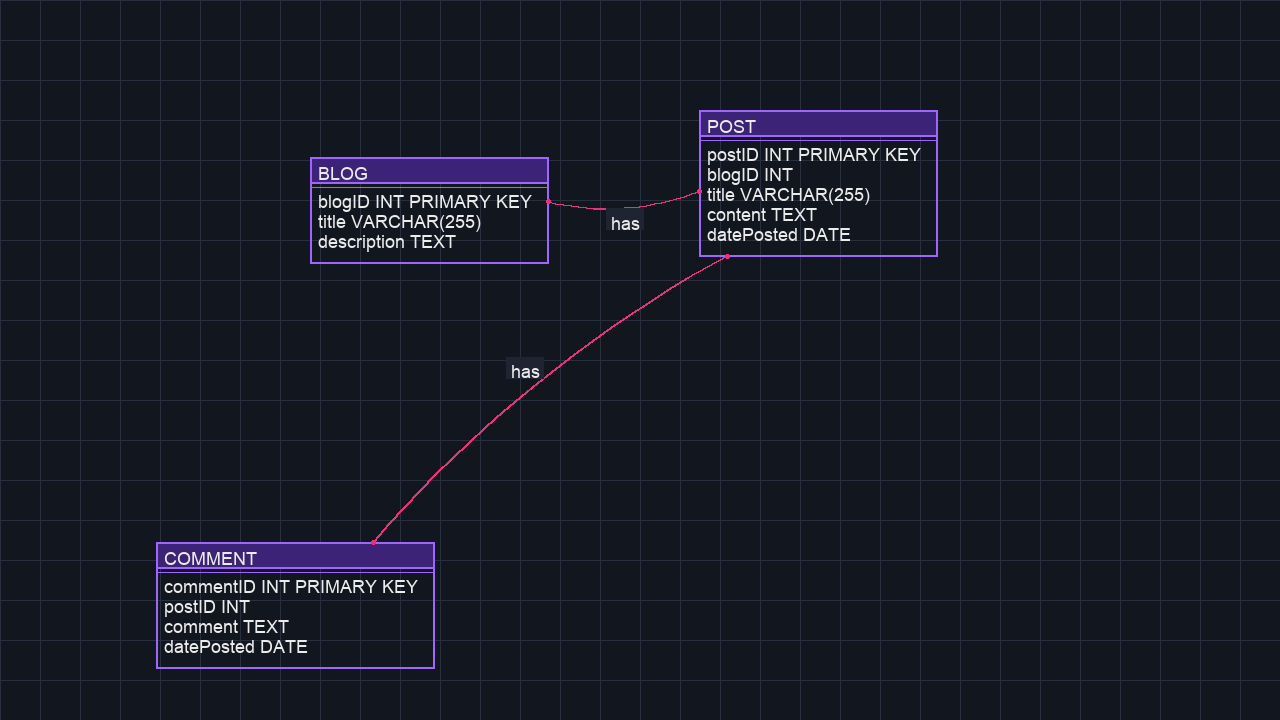 BLOG
blogID INT PRIMARY KEY
title VARCHAR(255)
description TEXT
has
POST
postID INT PRIMARY KEY
blogID INT
title VARCHAR(255)
content TEXT
datePosted DATE
has
COMMENT
commentID INT PRIMARY KEY
postID INT
comment TEXT
datePosted DATE